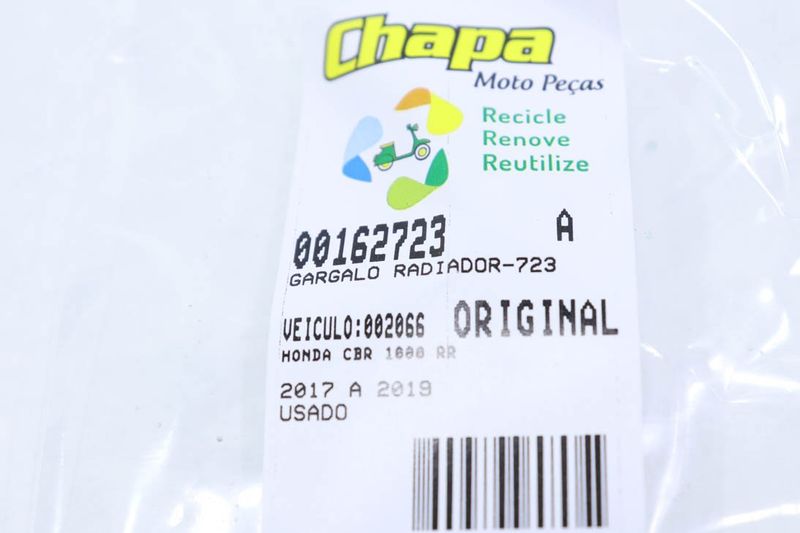 Chapa
Moto Peças
Recicle
Renove
Reutilize
00162723 A
GARGALO RADIADOR-723
VEICULO:002066 ORIGINAL
HONDA CBR 1000 RR
2017 A 2019
USADO